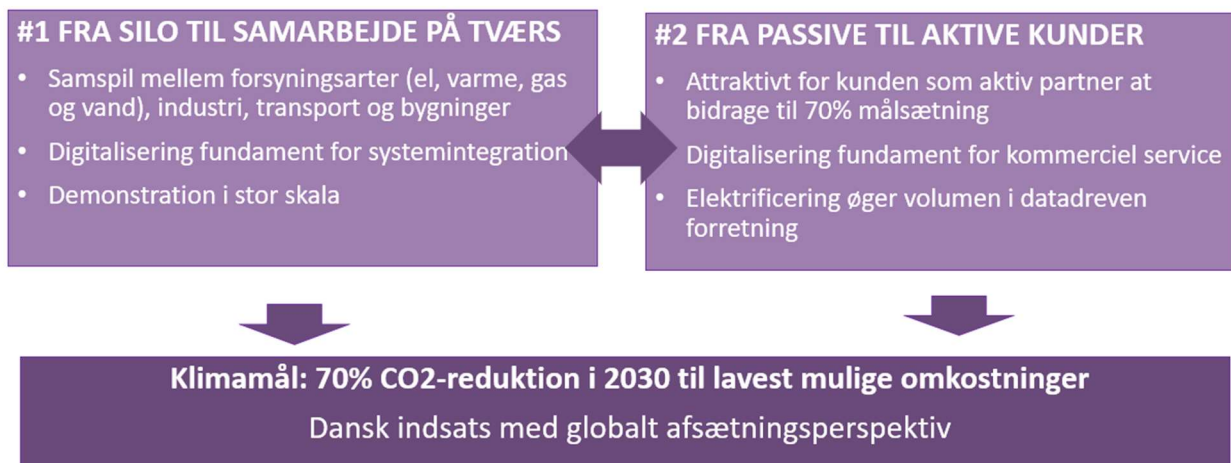 #1 FRA SILO TIL SAMARBEJDE PÅ TVÆRS
• Samspil mellem forsyningsarter (el, varme, gas
og vand), industri, transport og bygninger
• Digitalisering fundament for systemintegration
• Demonstration i stor skala
#2 FRA PASSIVE TIL AKTIVE KUNDER
• Attraktivt for kunden som aktiv partner at
bidrage til 70% målsætning
Digitalisering fundament for kommerciel service
• Elektrificering øger volumen i datadreven
forretning
Klimamål: 70% CO2-reduktion i 2030 til lavest mulige omkostninger
Dansk indsats med globalt afsætningsperspektiv